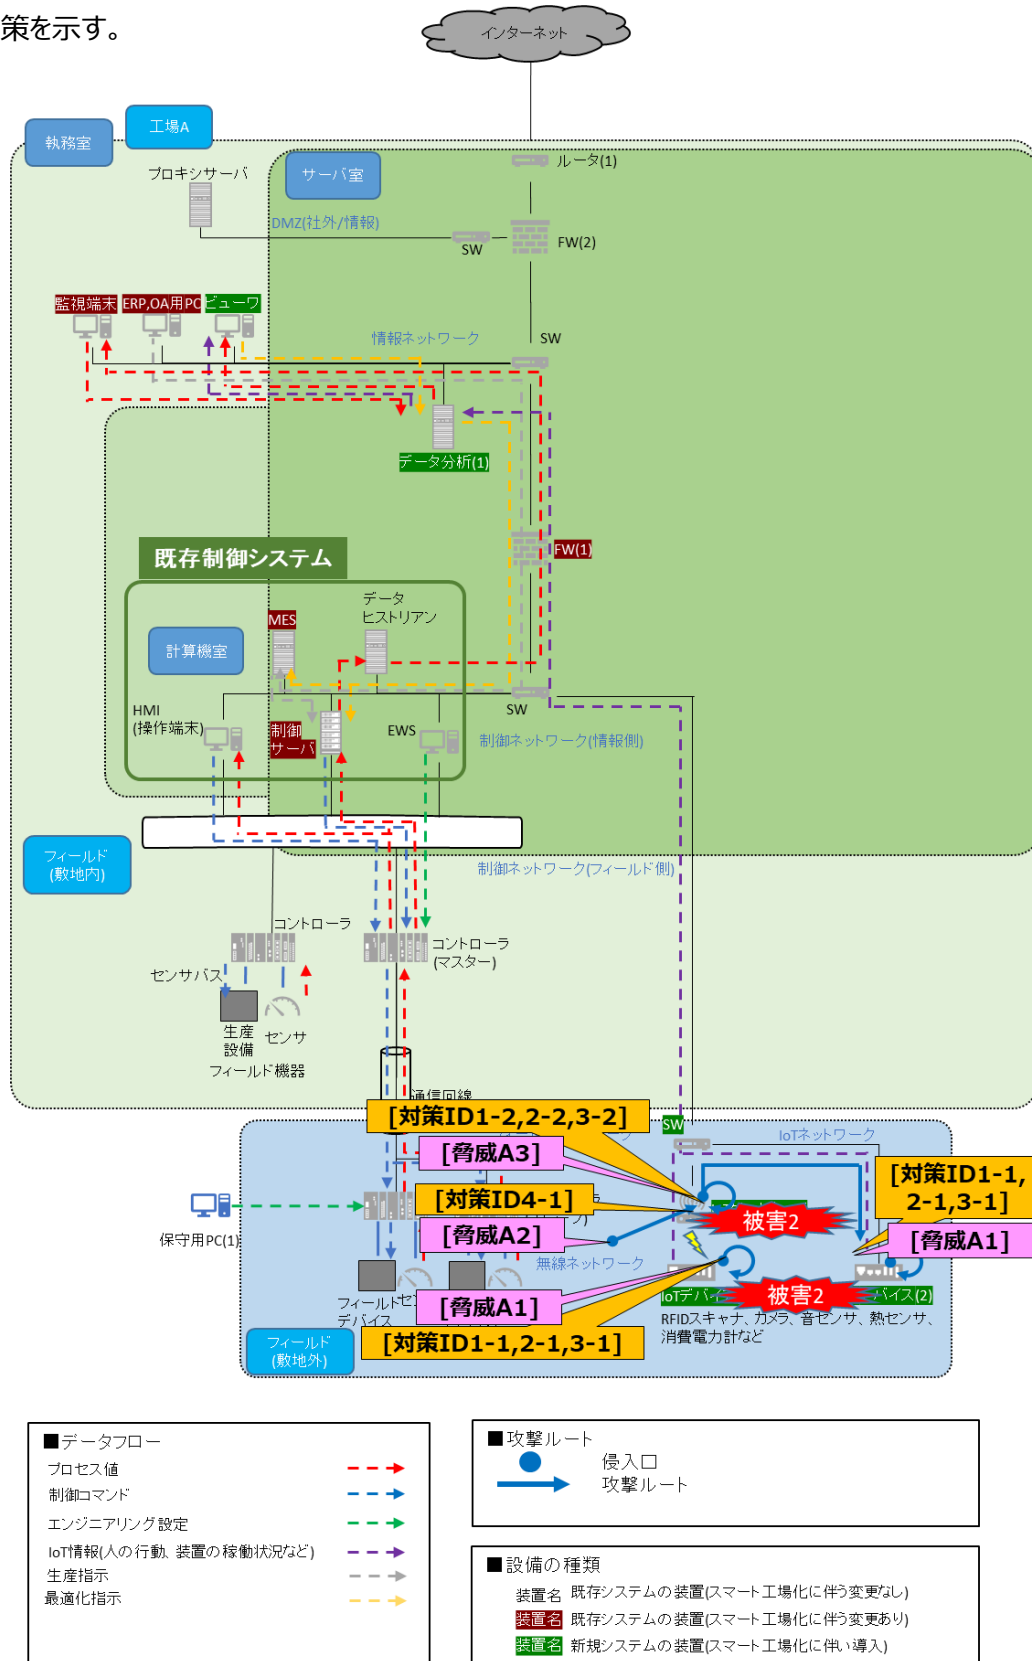 策を示す。
インターネット
工場A
執務室
ルータ(1)
プロキシサーバ
サーバ室
DMZ(社外/情報)
SW
FW(2)
監視端末
ERP,OA用PC
ビューワ
情報ネットワーク
SW
データ分析(1)
FW(1)
既存制御システム
データ
ヒストリアン
MES
計算機室
HMI
(操作端末)
制御
サーバ
EWS
SW
制御ネットワーク(情報側)
フィールド
(敷地内)
制御ネットワーク(フィールド側)
コントローラ
コントローラ
(マスター)
センサバス
生産
設備
センサ
フィールド機器
通信回線
[対策ID1-2,2-2,3-2]
SW
IoTネットワーク
[脅威A3]
[対策ID1-1,
2-1,3-1]
[対策ID4-1]
被害2
[脅威A2]
[脅威A1]
保守用PC(1)
無線ネットワーク
IoTデバイ
被害2
バイス(2)
フィールド
デバイス
セン
[脅威A1]
RFIDスキャナ、カメラ、音センサ、熱センサ、
消費電力計など
[対策ID1-1,2-1,3-1]
フィールド
(敷地外)
■データフロー
プロセス値
制御コマンド
エンジニアリング設定
IoT情報(人の行動、装置の稼働状況など)
生産指示
最適化指示
■攻撃ルート
侵入口
攻撃ルート
■設備の種類
装置名 既存システムの装置(スマート工場化に伴う変更なし)
装置名 既存システムの装置(スマート工場化に伴う変更あり)
装置名 新規システムの装置(スマート工場化に伴い導入)